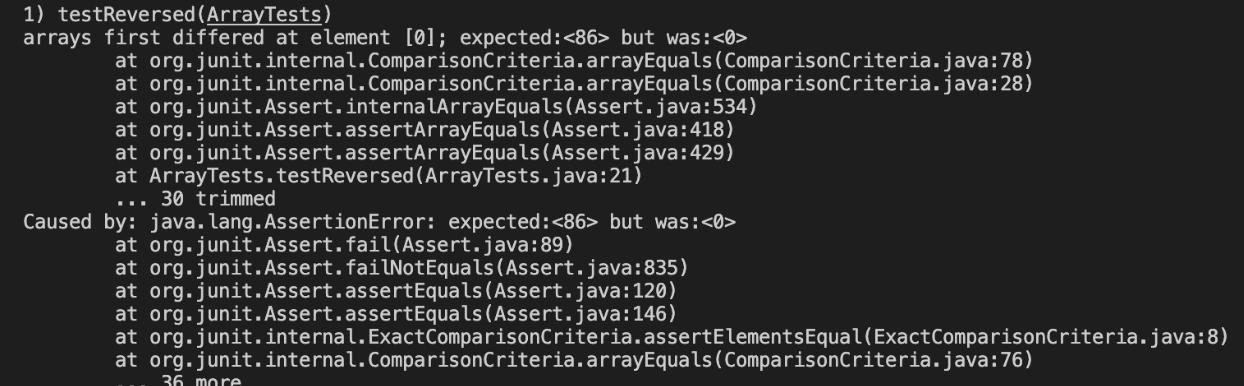 1) testReversed(ArrayTests)
arrays first differed at element [0]; expected:<86> but was:<0>
at org.junit.internal.ComparisonCriteria.arrayEquals(ComparisonCriteria.java:78)
at org.junit.internal.ComparisonCriteria.arrayEquals(ComparisonCriteria.java:28)
at org.junit.Assert.internalArrayEquals(Assert.java:534)
at org.junit.Assert.assertArrayEquals(Assert.java:418)
at org.junit.Assert.assertArrayEquals(Assert.java:429)
at ArrayTests.testReversed(ArrayTests.java:21)
... 30 trimmed
Caused by: java.lang.AssertionError: expected:<86> but was:<0>
at org.junit.Assert.fail(Assert.java:89)
at org.junit.Assert.failNotEquals(Assert.java:835)
at org.junit.Assert.assertEquals(Assert.java:120)
at org.junit.Assert.assertEquals(Assert.java:146)
at org.junit.internal.ExactComparisonCriteria.assertElementsEqual(ExactComparisonCriteria.java:8)
at org.junit.internal.ComparisonCriteria.arrayEquals(ComparisonCriteria.java:76)
... 36 more